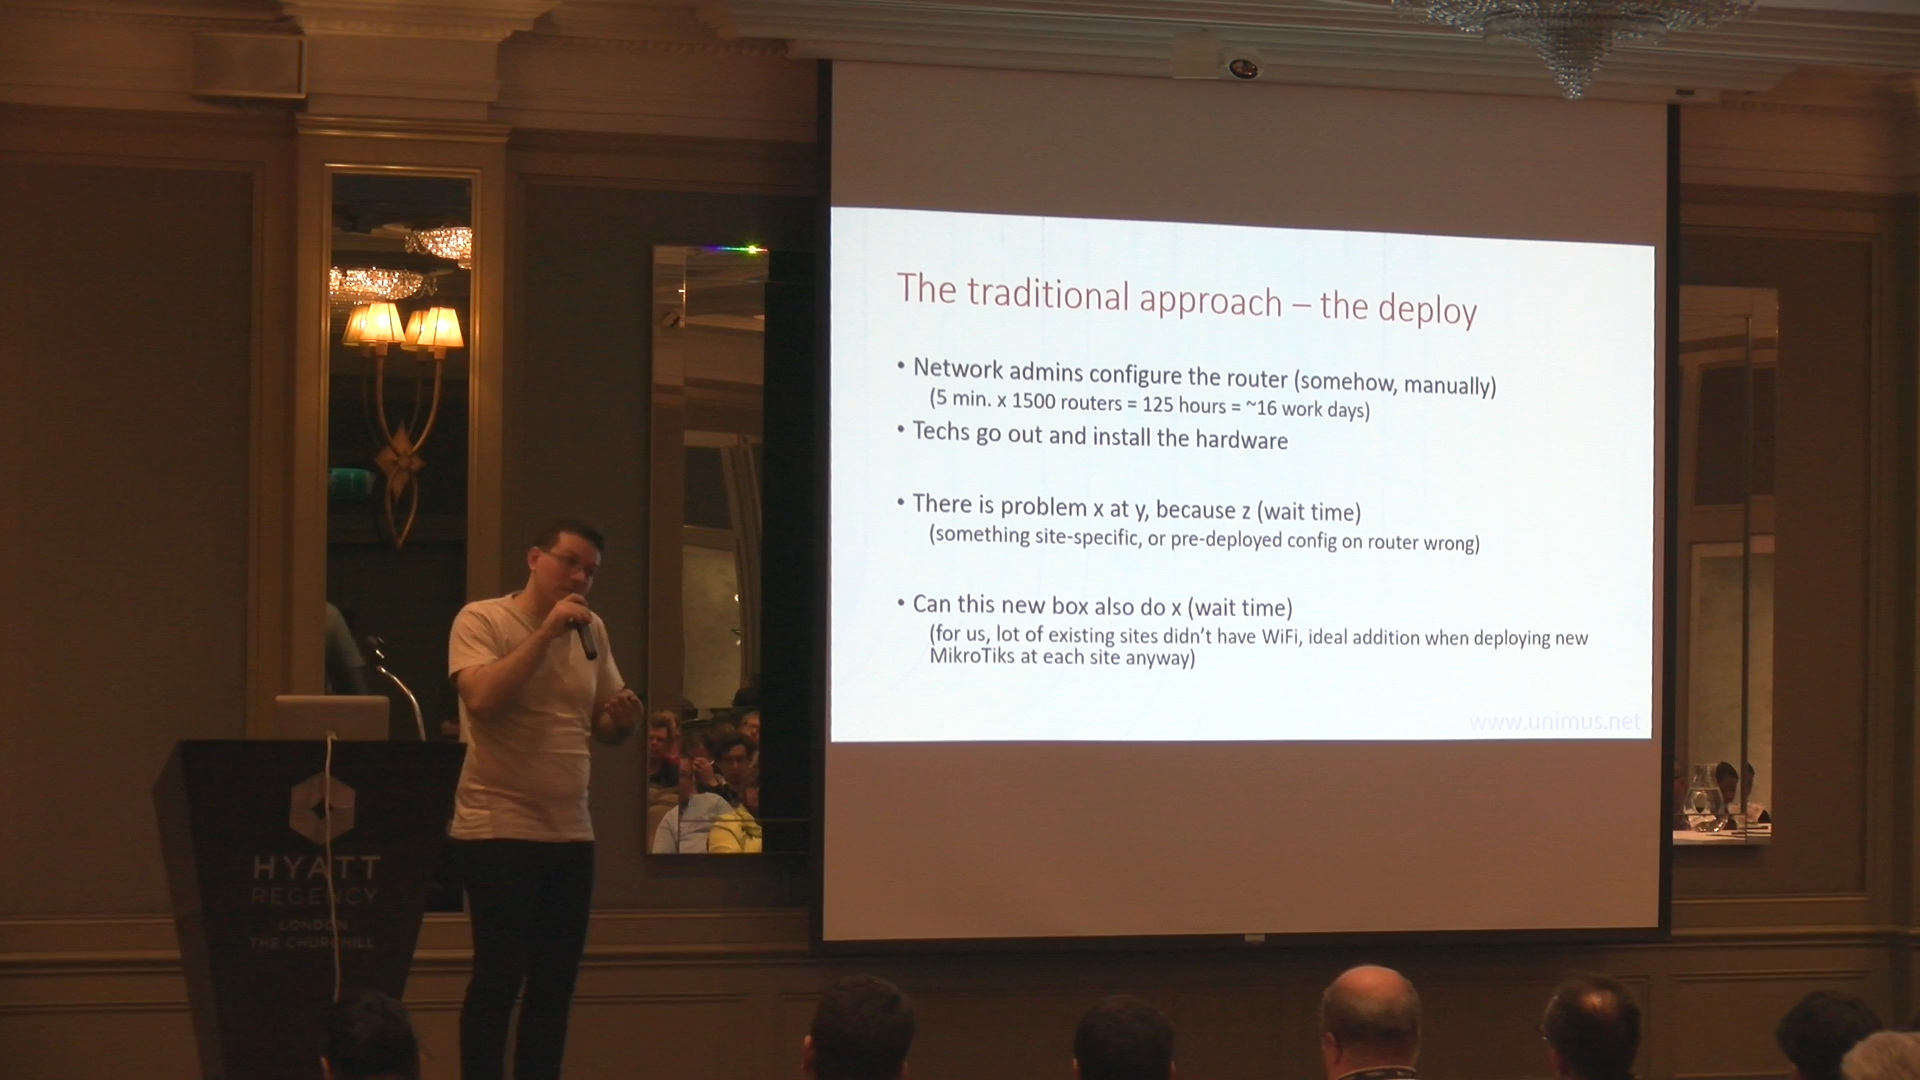 The traditional approach – the deploy
• Network admins configure the router (somehow, manually)
(5 min. x 1500 routers = 125 hours = ~16 work days)
• Techs go out and install the hardware
• There is problem x at y, because z (wait time)
(something site-specific, or pre-deployed config on router wrong)
• Can this new box also do x (wait time)
(for us, lot of existing sites didn't have WiFi, ideal addition when deploying new
MikroTiks at each site anyway)
www.unimus.net
HYATT
REGENCY
LONDON
THE CHURCHILL